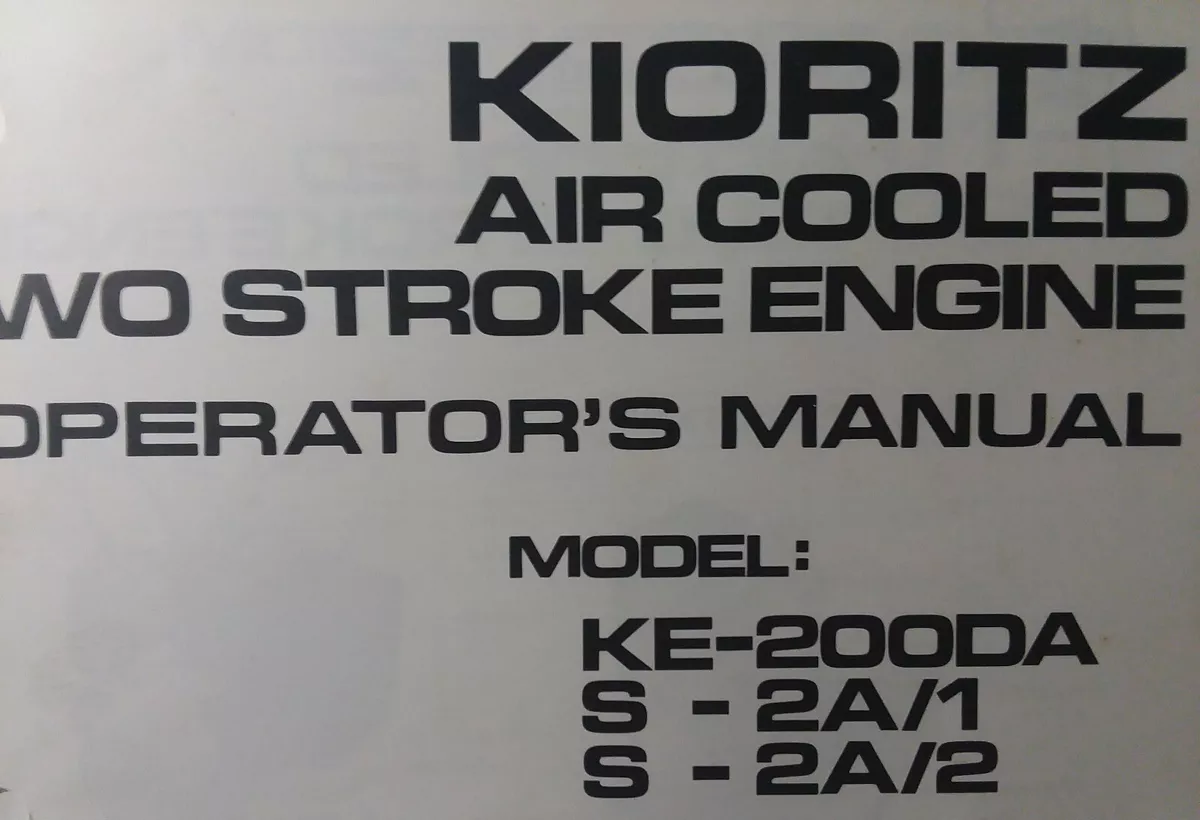 KIORITZ
AIR COOLED
WO STROKE ENGINE
OPERATOR'S MANUAL
MODEL:
KE-200DA
S - 2A/1
S - 2A/2